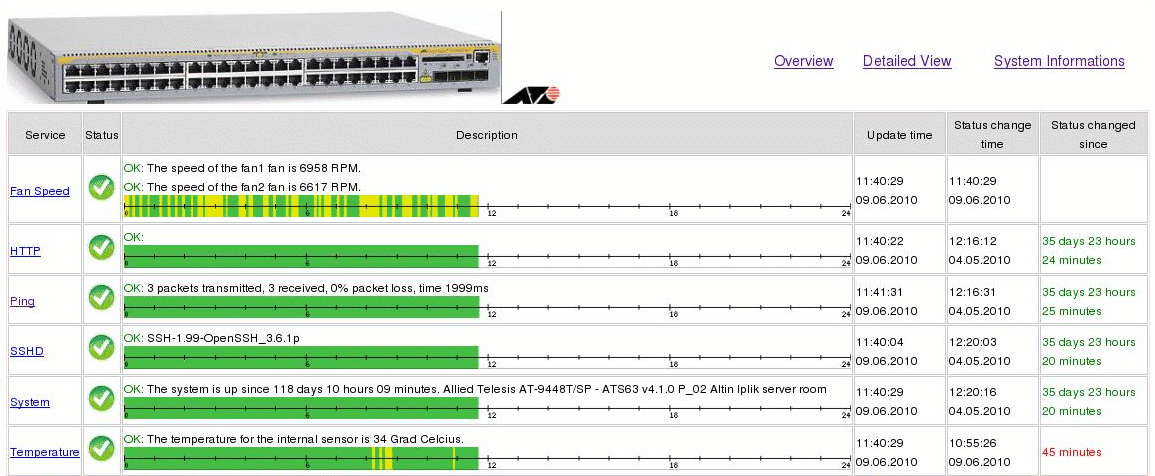 Overview Detailed View System Informations
Service Status Description Update time Status change time Status changed since
Fan Speed
OK: The speed of the fan1 fan is 6958 RPM.
OK: The speed of the fan2 fan is 6617 RPM.
0 6 12 18 24
11:40:29
09.06.2010
11:40:29
09.06.2010
HTTP
OK:
0 6 12 18 24
11:40:22
09.06.2010
12:16:12
04.05.2010
35 days 23 hours
24 minutes
Ping
OK: 3 packets transmitted, 3 received, 0% packet loss, time 1999ms
0 6 12 18 24
11:41:31
09.06.2010
12:16:31
04.05.2010
35 days 23 hours
25 minutes
SSHD
OK: SSH-1.99-OpenSSH_3.6.1p
0 6 12 18 24
11:40:04
09.06.2010
12:20:03
04.05.2010
35 days 23 hours
20 minutes
System
OK: The system is up since 118 days 10 hours 09 minutes. Allied Telesis AT-9448T/SP - ATS63 v4.1.0 P_02 Altin Iplik server room
0 6 12 18 24
11:40:29
09.06.2010
12:20:16
04.05.2010
35 days 23 hours
20 minutes
Temperature
OK: The temperature for the internal sensor is 34 Grad Celcius.
0 6 12 18 24
11:40:29
09.06.2010
10:55:26
09.06.2010
45 minutes